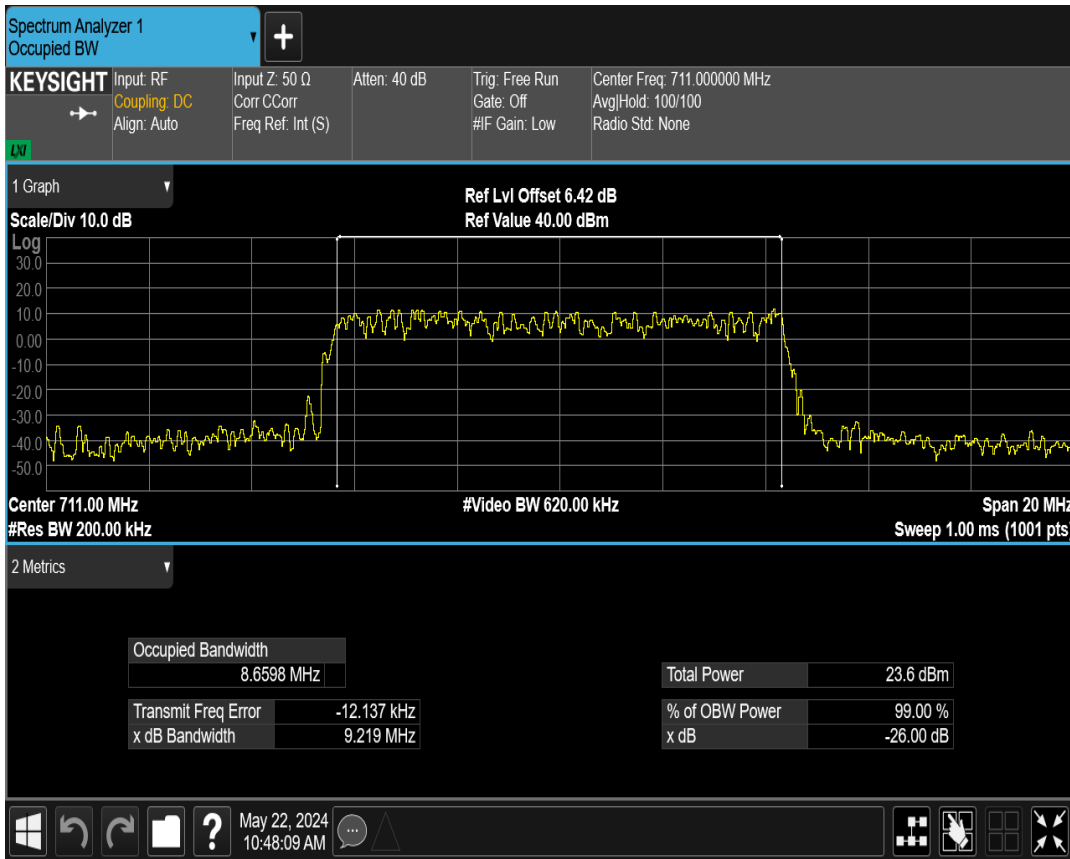 Spectrum Analyzer 1
Occupied BW
+
KEYSIGHT
LXI
Input: RF
Coupling: DC
Align: Auto
Input Z: 50 Ω
Corr CCorr
Freq Ref: Int (S)
Atten: 40 dB
Trig: Free Run
Gate: Off
#IF Gain: Low
Center Freq: 711.000000 MHz
Avg|Hold: 100/100
Radio Std: None
1 Graph
Scale/Div 10.0 dB
Ref Lvl Offset 6.42 dB
Ref Value 40.00 dBm
Log
30.0
20.0
10.0
0.00
-10.0
-20.0
-30.0
-40.0
-50.0
Center 711.00 MHz
#Video BW 620.00 kHz
Span 20 MHz
#Res BW 200.00 kHz
Sweep 1.00 ms (1001 pts)
2 Metrics
Occupied Bandwidth
8.6598 MHz
Transmit Freq Error -12.137 kHz
x dB Bandwidth 9.219 MHz
Total Power 23.6 dBm
% of OBW Power 99.00 %
x dB -26.00 dB
?
May 22, 2024
10:48:09 AM